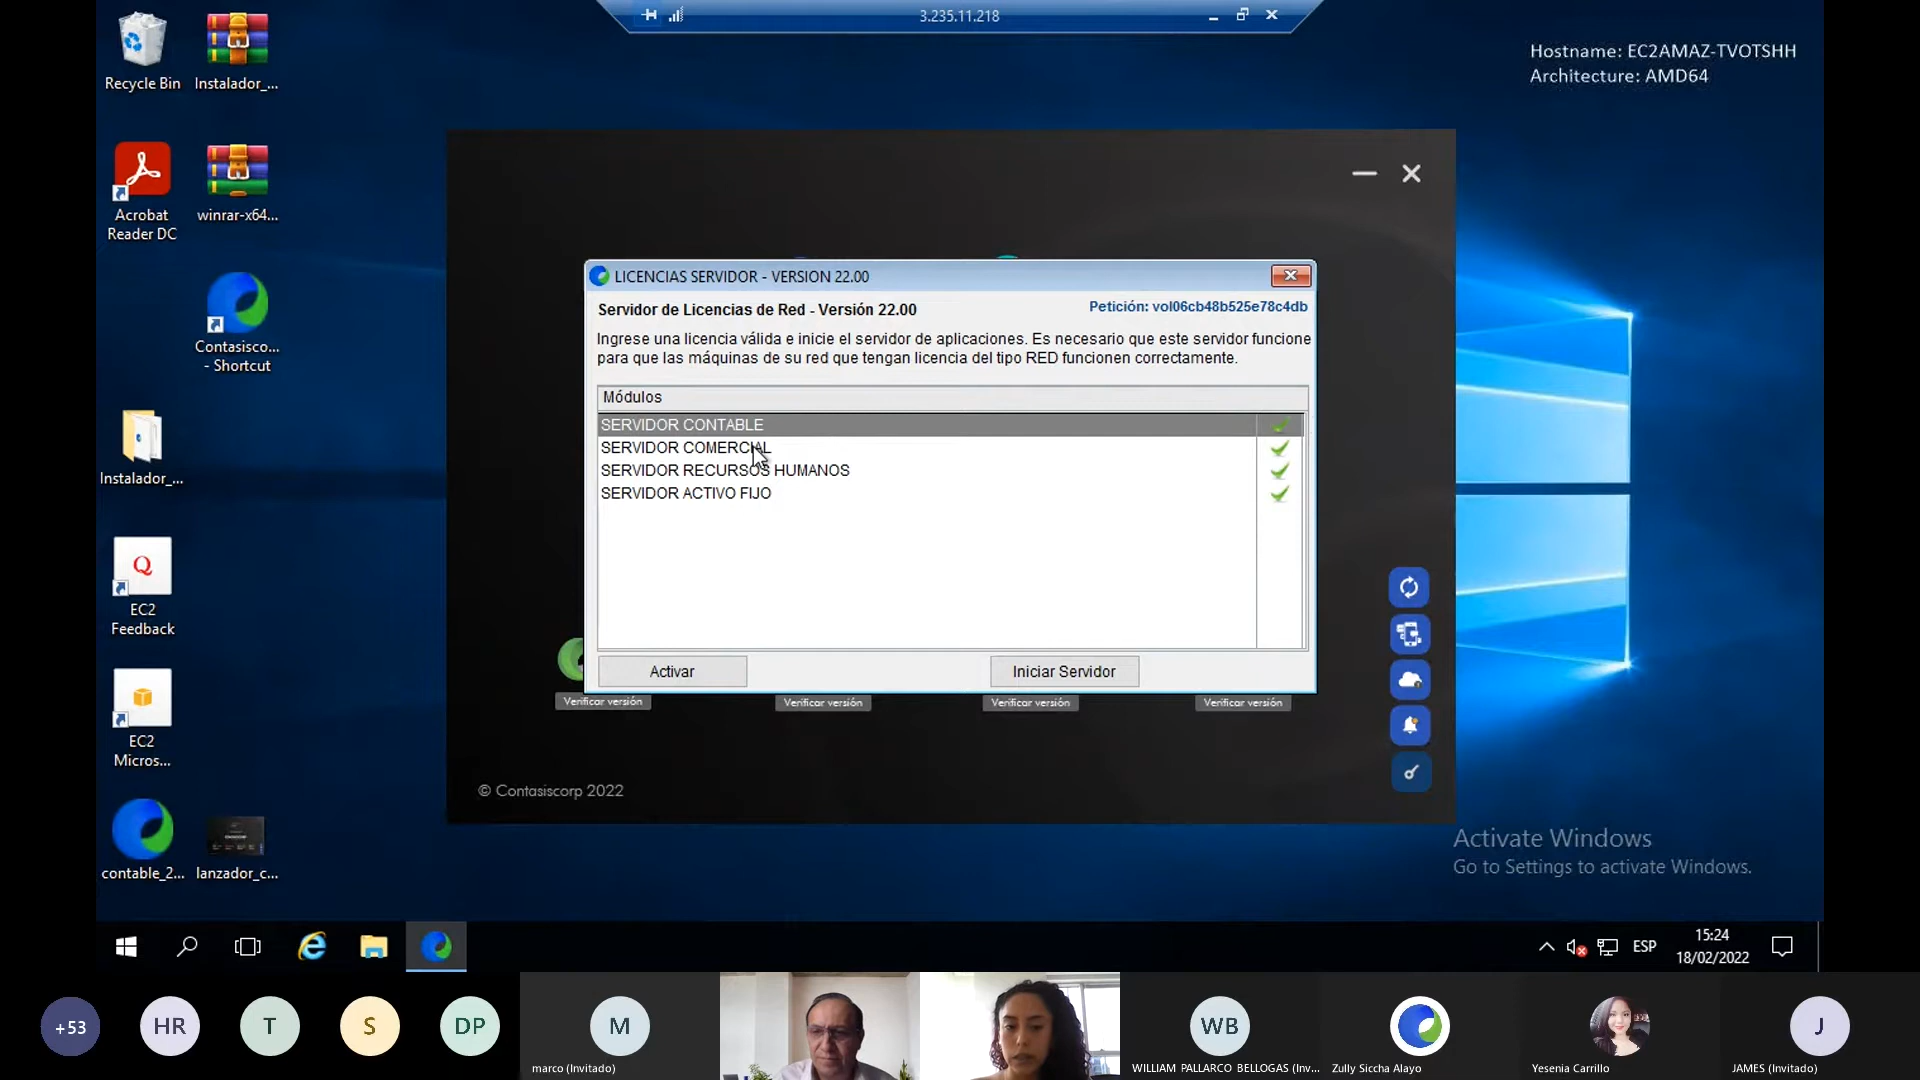 3.235.11.218
Hostname: EC2AMAZ-TVOTSHH
Architecture: AMD64
Recycle Bin
Instalador_...
Acrobat
Reader DC
winrar-x64...
Contasisco...
- Shortcut
Instalador_...
EC2
Feedback
EC2
Micros...
contable_2...
lanzador_c...
LICENCIAS SERVIDOR - VERSION 22.00
Servidor de Licencias de Red - Versión 22.00
Petición: vol06cb48b525e78c4db
Ingrese una licencia válida e inicie el servidor de aplicaciones. Es necesario que este servidor funcione
para que las máquinas de su red que tengan licencia del tipo RED funcionen correctamente.
Módulos
SERVIDOR CONTABLE
SERVIDOR COMERCIAL
SERVIDOR RECURSOS HUMANOS
SERVIDOR ACTIVO FIJO
Activar
Iniciar Servidor
Verificar versión
Verificar versión
Verificar versión
Verificar versión
© Contasiscorp 2022
Activate Windows
Go to Settings to activate Windows.
ESP
15:24
18/02/2022
+53
HR
T
S
DP
M
WB
J
marco (Invitado)
WILLIAM PALLARCO BELLOGAS (Inv...
Zully Siccha Alayo
Yesenia Carrillo
JAMES (Invitado)